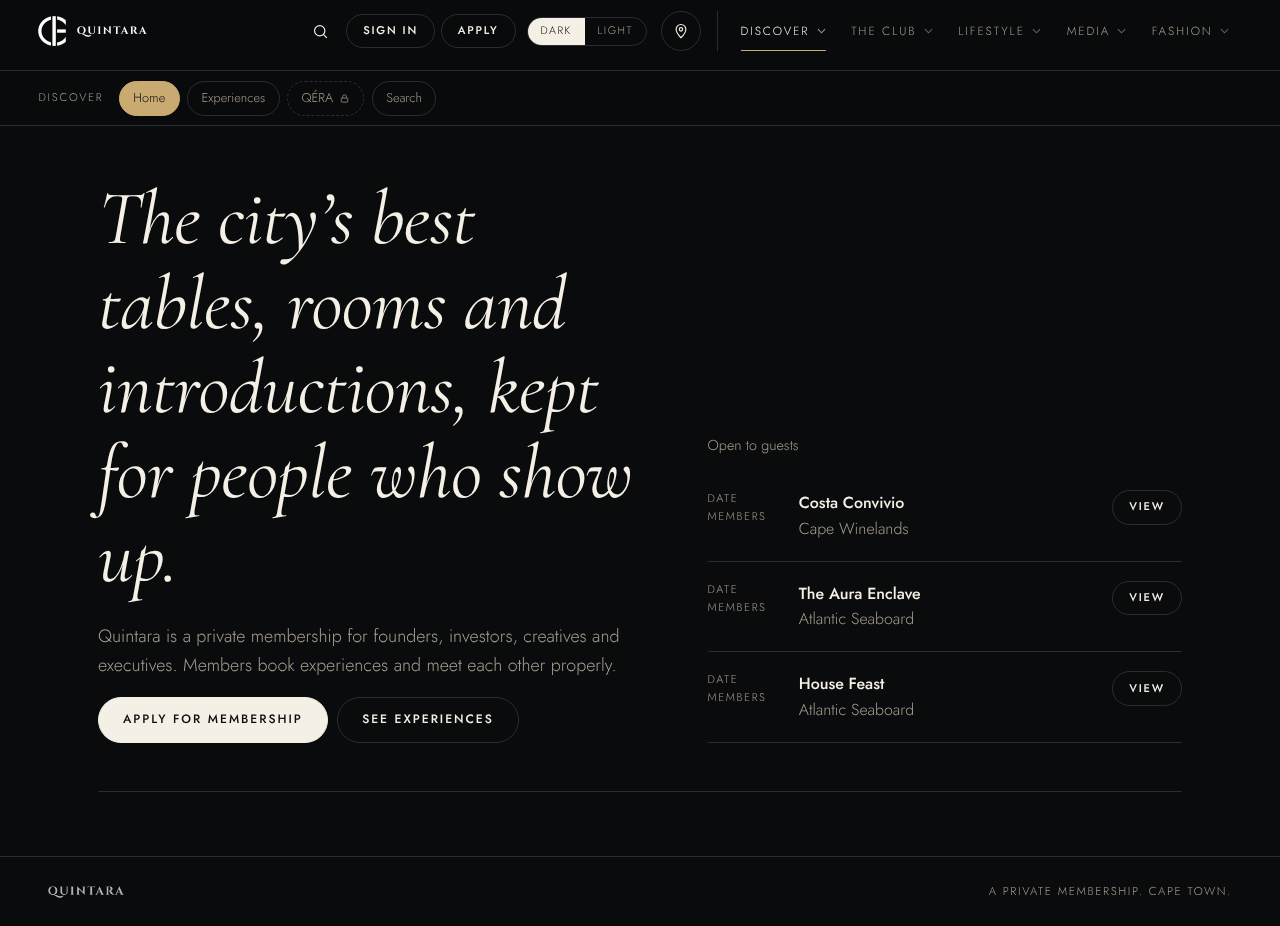 QUINTARA
SIGN IN
APPLY
DARK
LIGHT
DISCOVER
THE CLUB
LIFESTYLE
MEDIA
FASHION
DISCOVER
Home
Experiences
QÉRA
Search
The city’s best
tables, rooms and
introductions, kept
for people who show
up.
Quintara is a private membership for founders, investors, creatives and
executives. Members book experiences and meet each other properly.
APPLY FOR MEMBERSHIP
SEE EXPERIENCES
Open to guests
DATE
MEMBERS
Costa Convivio
Cape Winelands
VIEW
DATE
MEMBERS
The Aura Enclave
Atlantic Seaboard
VIEW
DATE
MEMBERS
House Feast
Atlantic Seaboard
VIEW
QUINTARA
A PRIVATE MEMBERSHIP. CAPE TOWN.